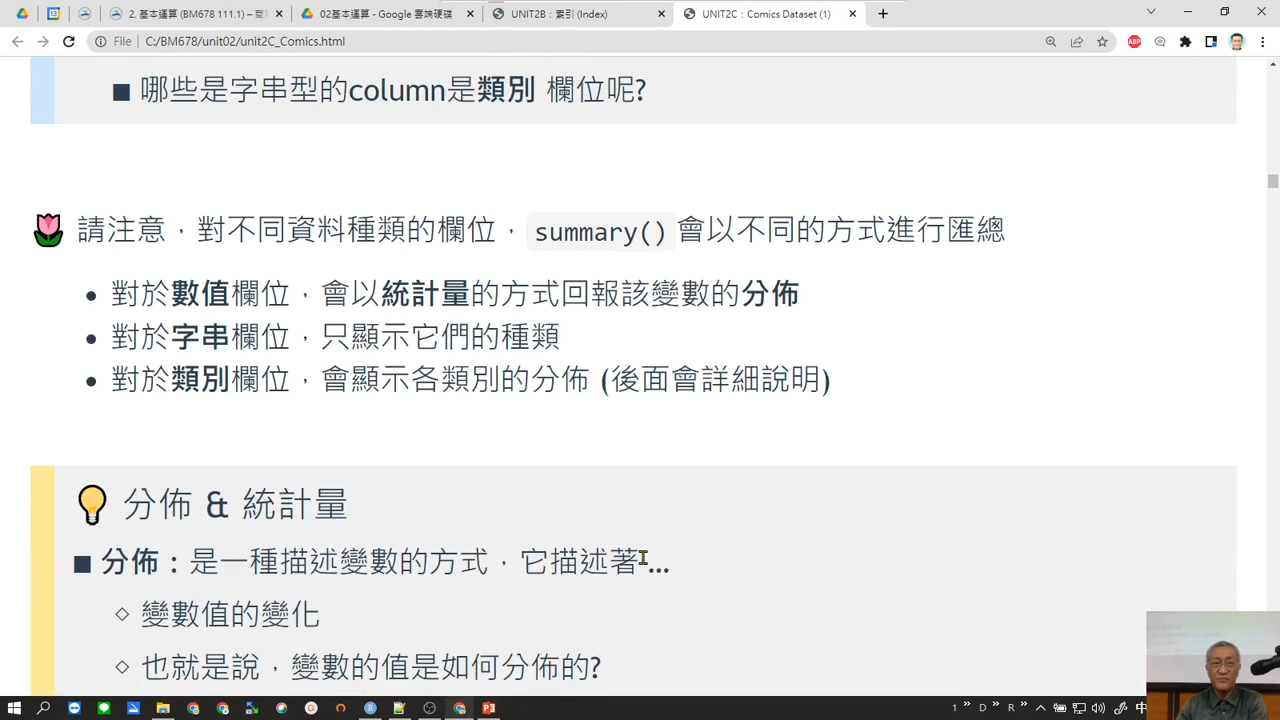 2. 基本運算 (BM678 111.1) – 商
02基本運算 - Google 雲端硬碟
UNIT2B：索引 (Index)
UNIT2C：Comics Dataset (1)
File
C:/BM678/unit02/unit2C_Comics.html
ABP
■ 哪些是字串型的column是類別 欄位呢?
請注意，對不同資料種類的欄位，summary()會以不同的方式進行匯總
• 對於數值欄位，會以統計量的方式回報該變數的分佈
• 對於字串欄位，只顯示它們的種類
• 對於類別欄位，會顯示各類別的分佈 (後面會詳細說明)
分佈 & 統計量
■ 分佈：是一種描述變數的方式，它描述著...
◇ 變數值的變化
◇ 也就是說，變數的值是如何分佈的?
1 » D » R » 中